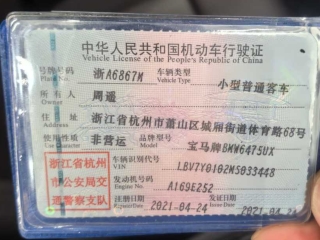 中华人民共和国机动车行驶证
Vehicle License of the People's Republic of China
号牌号码 浙A6867M 车辆类型 小型普通客车
Plate No. Vehicle Type
所有人 周遥
Owner
住址 浙江省杭州市萧山区城厢街道体育路68号
Address
使用性质 非营运 品牌型号 宝马牌BMW6475UX
Use Character Model
浙江省杭州
市公安局交
通警察支队
车辆识别代号 LBV7Y0102M5033448
VIN
发动机号码 A169E252
Engine No.
注册日期 2021-04-24 发证日期 2021-04-24
Register Date Issue Date